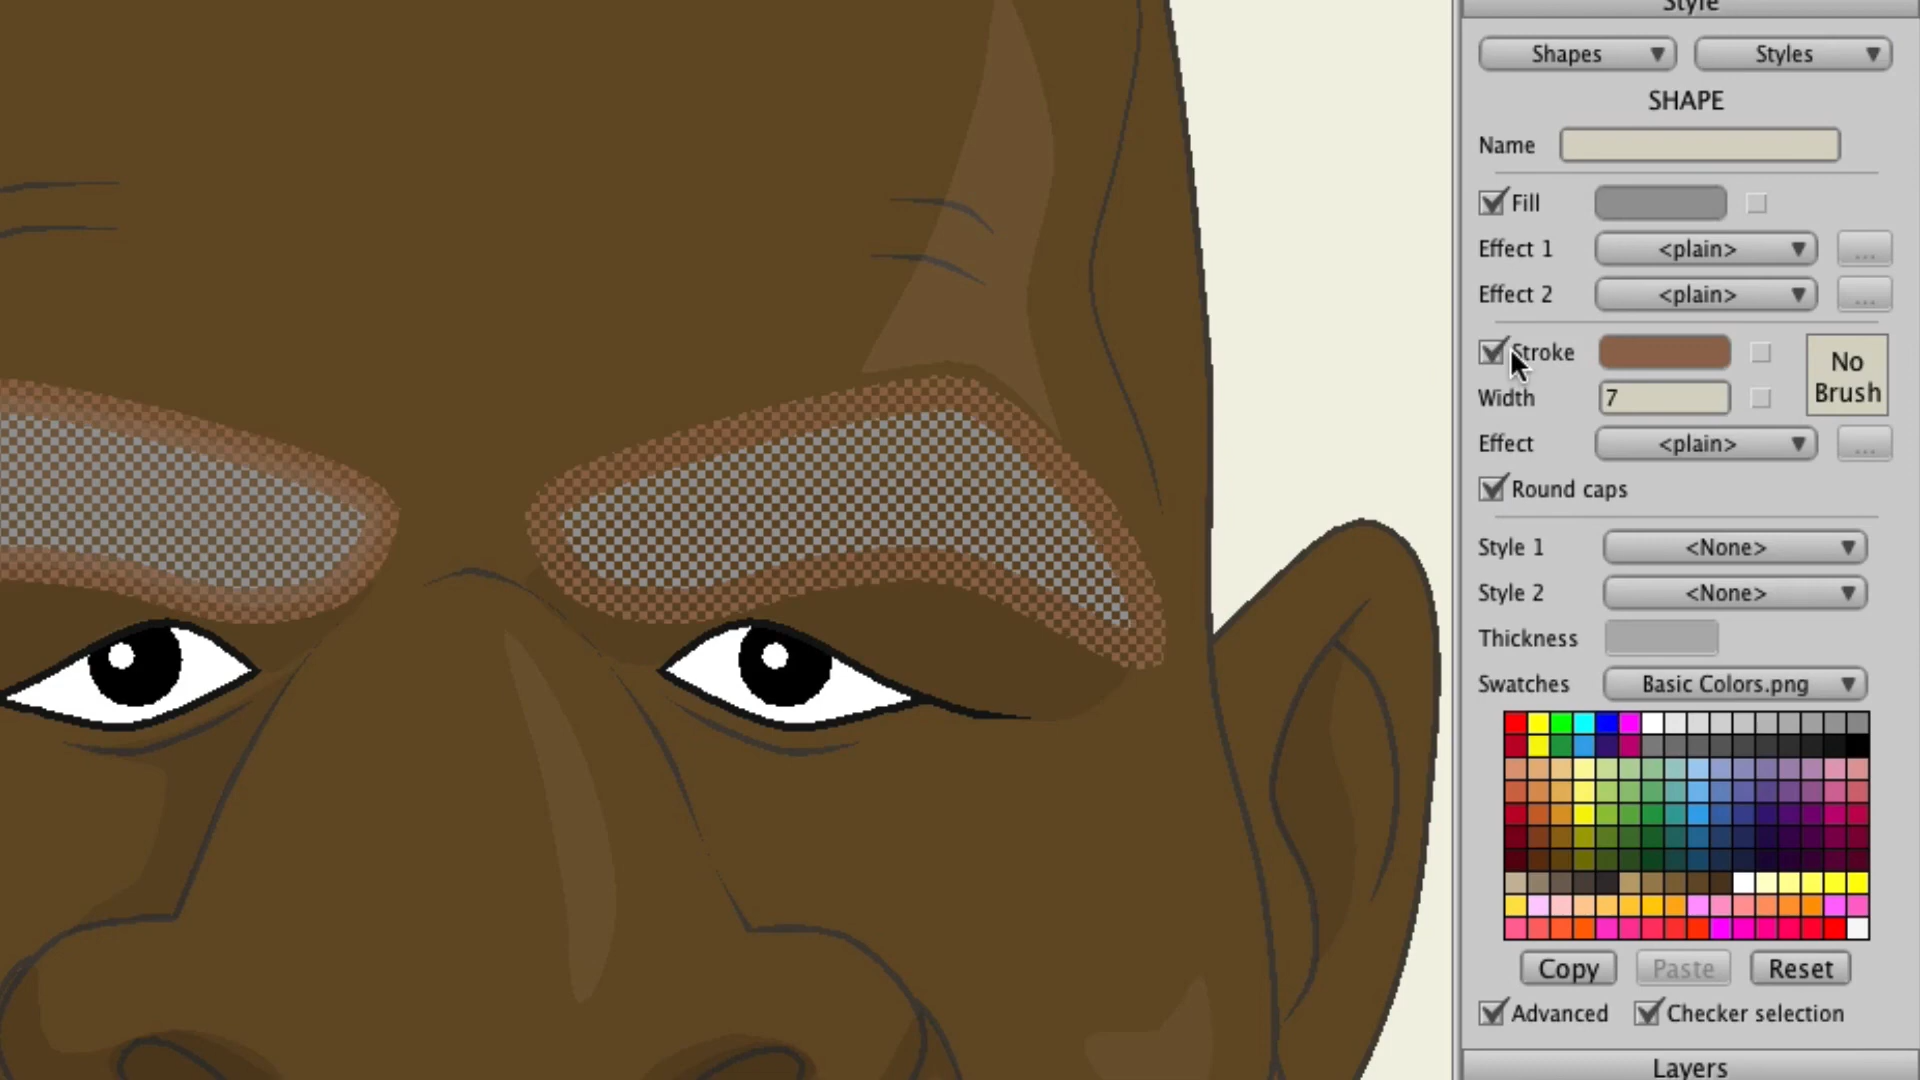 Style
Shapes Styles
SHAPE
Name
Fill
Effect 1 <plain> ...
Effect 2 <plain> ...
Stroke
No
Brush
Width 7
Effect <plain> ...
Round caps
Style 1 <None>
Style 2 <None>
Thickness
Swatches Basic Colors.png
Copy Paste Reset
Advanced Checker selection
Layers